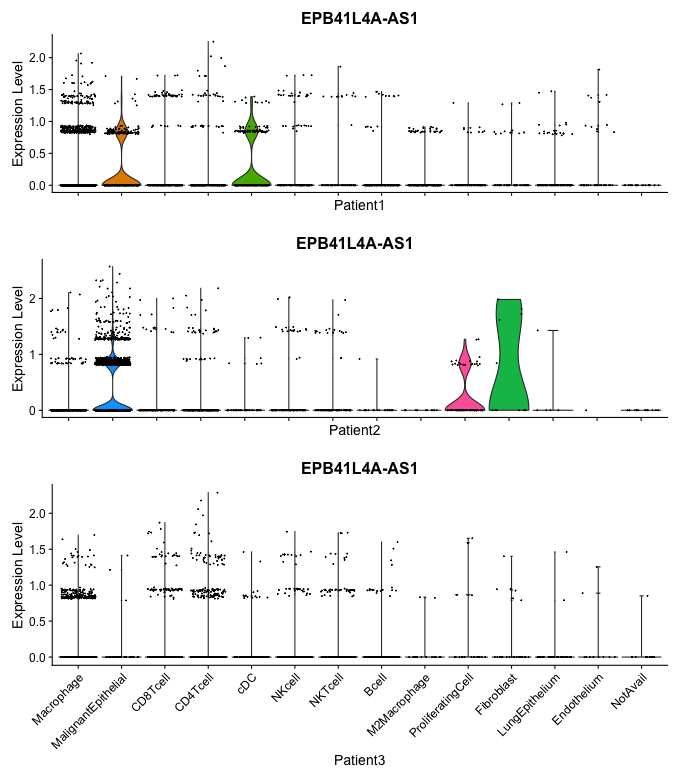 EPB41L4A-AS1
Expression Level
2.0
1.5
1.0
0.5
0.0
Patient1
EPB41L4A-AS1
Expression Level
2
1
0
Patient2
EPB41L4A-AS1
Expression Level
2.0
1.5
1.0
0.5
0.0
Macrophage
MalignantEpithelial
CD8Tcell
CD4Tcell
cDC
NKcell
NKTcell
Bcell
M2Macrophage
ProliferatingCell
Fibroblast
LungEpithelium
Endothelium
NotAvail
Patient3